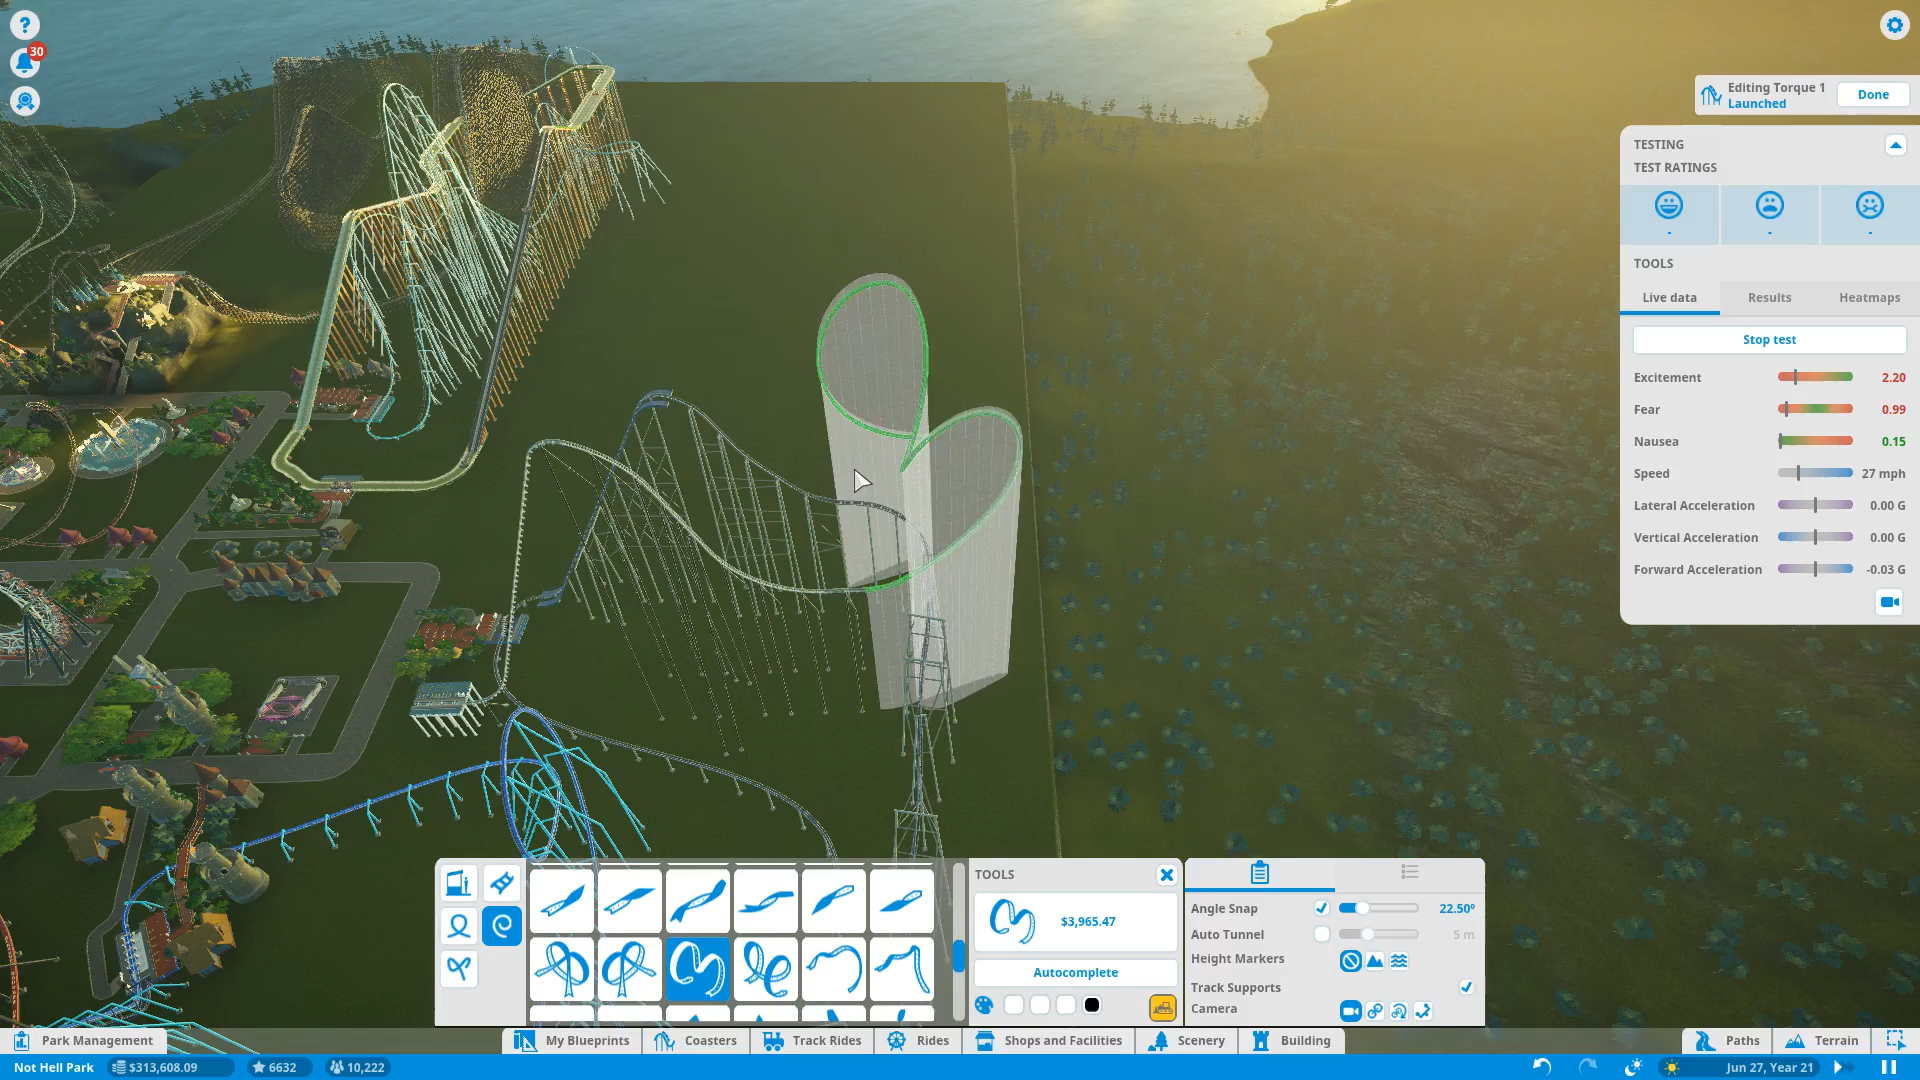 ?
30
Editing Torque 1
Launched
Done
TESTING
TEST RATINGS
-
-
-
TOOLS
Live data
Results
Heatmaps
Stop test
Excitement
2.20
Fear
0.99
Nausea
0.15
Speed
27 mph
Lateral Acceleration
0.00 G
Vertical Acceleration
0.00 G
Forward Acceleration
-0.03 G
TOOLS
$3,965.47
Autocomplete
Angle Snap
22.50°
Auto Tunnel
5 m
Height Markers
Track Supports
Camera
Park Management
My Blueprints
Coasters
Track Rides
Rides
Shops and Facilities
Scenery
Building
Paths
Terrain
Not Hell Park
$313,608.09
6632
10,222
Jun 27, Year 21